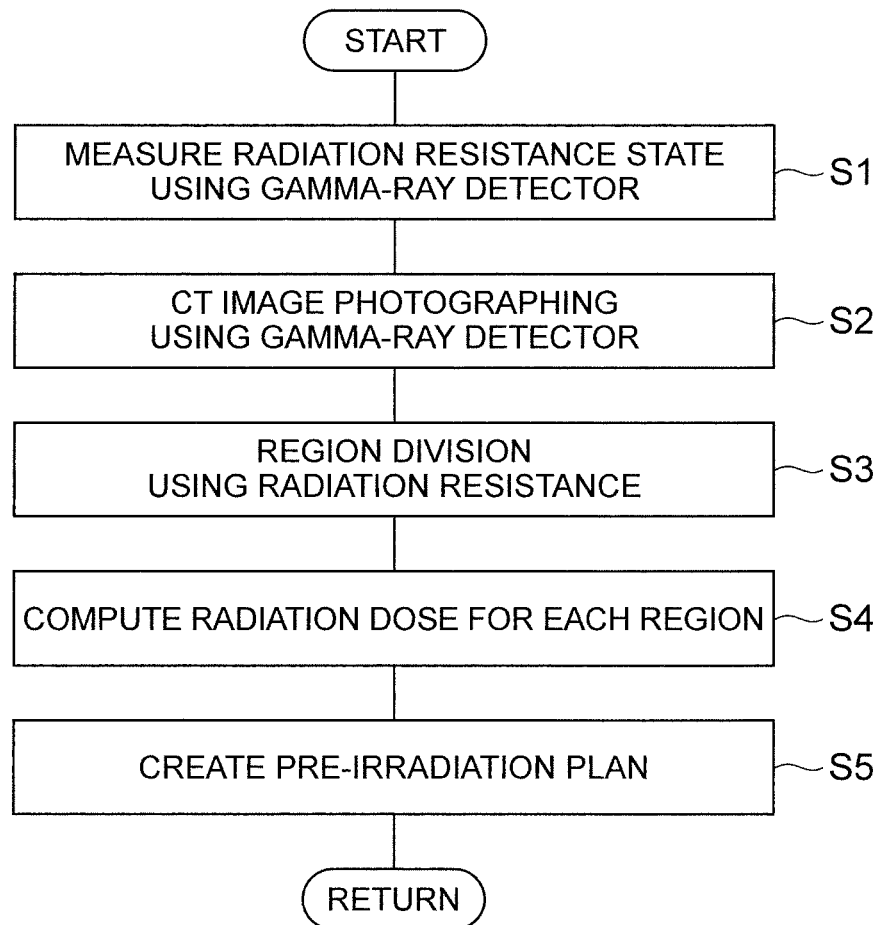 START
MEASURE RADIATION RESISTANCE STATE
USING GAMMA-RAY DETECTOR
S1
CT IMAGE PHOTOGRAPHING
USING GAMMA-RAY DETECTOR
S2
REGION DIVISION
USING RADIATION RESISTANCE
S3
COMPUTE RADIATION DOSE FOR EACH REGION
S4
CREATE PRE-IRRADIATION PLAN
S5
RETURN